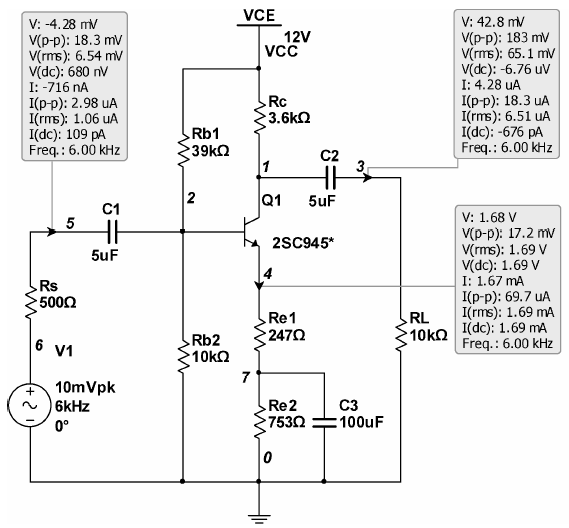 V: -4.28 mV
V(p-p): 18.3 mV
V(rms): 6.54 mV
V(dc): 680 nV
I: -716 nA
I(p-p): 2.98 uA
I(rms): 1.06 uA
I(dc): 109 pA
Freq.: 6.00 kHz
VCE
12V
VCC
V: 42.8 mV
V(p-p): 183 mV
V(rms): 65.1 mV
V(dc): -6.76 uV
I: 4.28 uA
I(p-p): 18.3 uA
I(rms): 6.51 uA
I(dc): -676 pA
Freq.: 6.00 kHz
Rc
3.6kΩ
Rb1
39kΩ
1
C2
5uF
3
2
Q1
2SC945*
5
C1
5uF
4
V: 1.68 V
V(p-p): 17.2 mV
V(rms): 1.69 V
V(dc): 1.69 V
I: 1.67 mA
I(p-p): 69.7 uA
I(rms): 1.69 mA
I(dc): 1.69 mA
Freq.: 6.00 kHz
Rs
500Ω
6
V1
10mVpk
6kHz
0°
Rb2
10kΩ
Re1
247Ω
RL
10kΩ
7
Re2
753Ω
C3
100uF
0